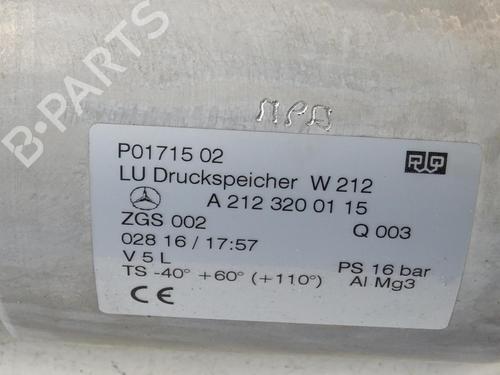 B-PARTS
P01715 02
LU Druckspeicher W 212
A 212 320 01 15
ZGS 002 Q 003
028 16 / 17:57
V 5 L
TS -40° +60° (+110°) PS 16 bar
Al Mg3
CE